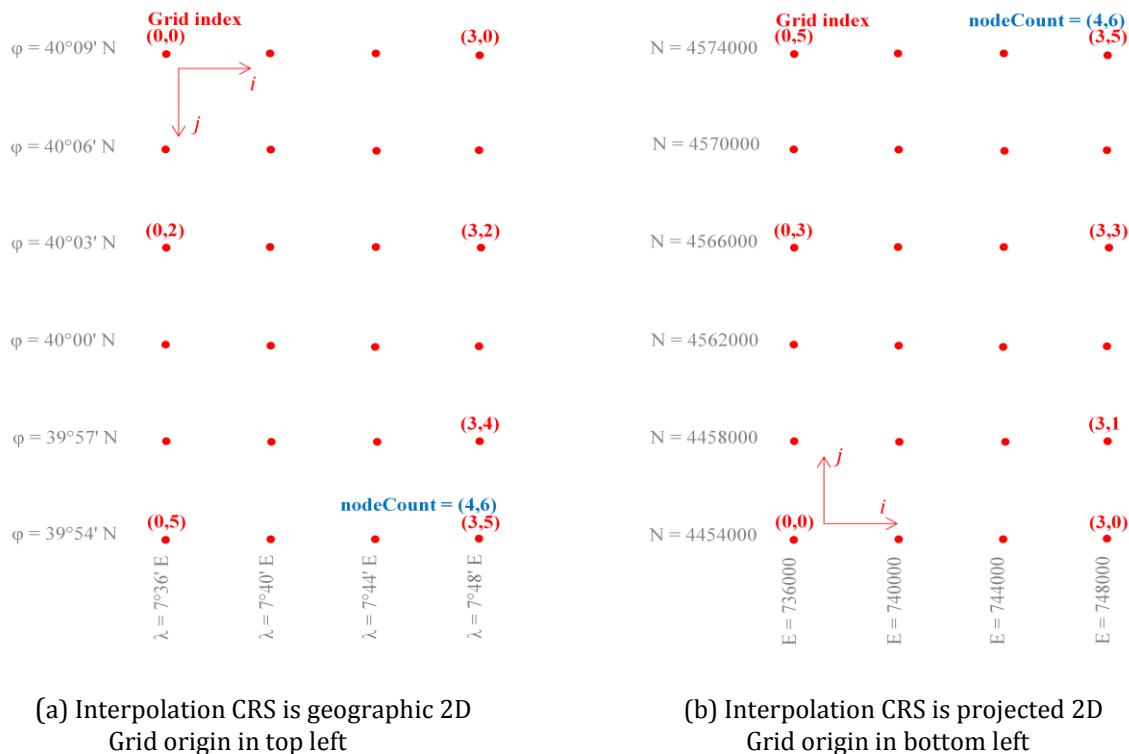 Grid index
φ = 40°09' N
(0,0)
(3,0)
i
j
φ = 40°06' N
φ = 40°03' N
(0,2)
(3,2)
φ = 40°00' N
φ = 39°57' N
(3,4)
nodeCount = (4,6)
φ = 39°54' N
(0,5)
(3,5)
λ = 7°36' E
λ = 7°40' E
λ = 7°44' E
λ = 7°48' E
(a) Interpolation CRS is geographic 2D
Grid origin in top left
Grid index
nodeCount = (4,6)
N = 4574000
(0,5)
(3,5)
N = 4570000
N = 4566000
(0,3)
(3,3)
N = 4562000
N = 4458000
(3,1
j
i
N = 4454000
(0,0)
(3,0)
E = 736000
E = 740000
E = 744000
E = 748000
(b) Interpolation CRS is projected 2D
Grid origin in bottom left